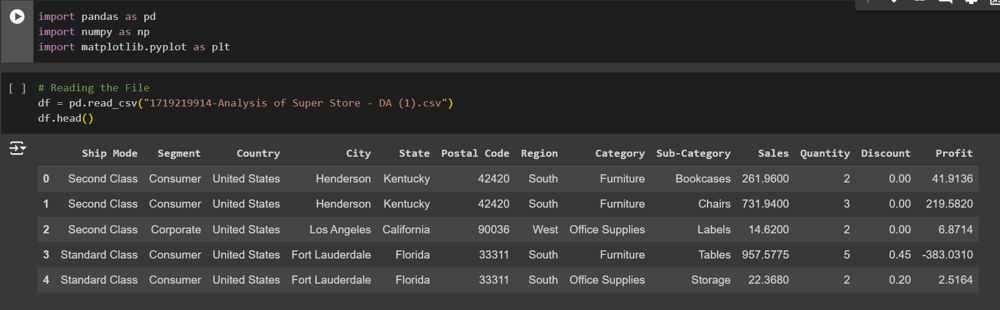 import pandas as pd
import numpy as np
import matplotlib.pyplot as plt
[ ] # Reading the File
df = pd.read_csv("1719219914-Analysis of Super Store - DA (1).csv")
df.head()
Ship Mode Segment Country City State Postal Code Region Category Sub-Category Sales Quantity Discount Profit
0 Second Class Consumer United States Henderson Kentucky 42420 South Furniture Bookcases 261.9600 2 0.00 41.9136
1 Second Class Consumer United States Henderson Kentucky 42420 South Furniture Chairs 731.9400 3 0.00 219.5820
2 Second Class Corporate United States Los Angeles California 90036 West Office Supplies Labels 14.6200 2 0.00 6.8714
3 Standard Class Consumer United States Fort Lauderdale Florida 33311 South Furniture Tables 957.5775 5 0.45 -383.0310
4 Standard Class Consumer United States Fort Lauderdale Florida 33311 South Office Supplies Storage 22.3680 2 0.20 2.5164